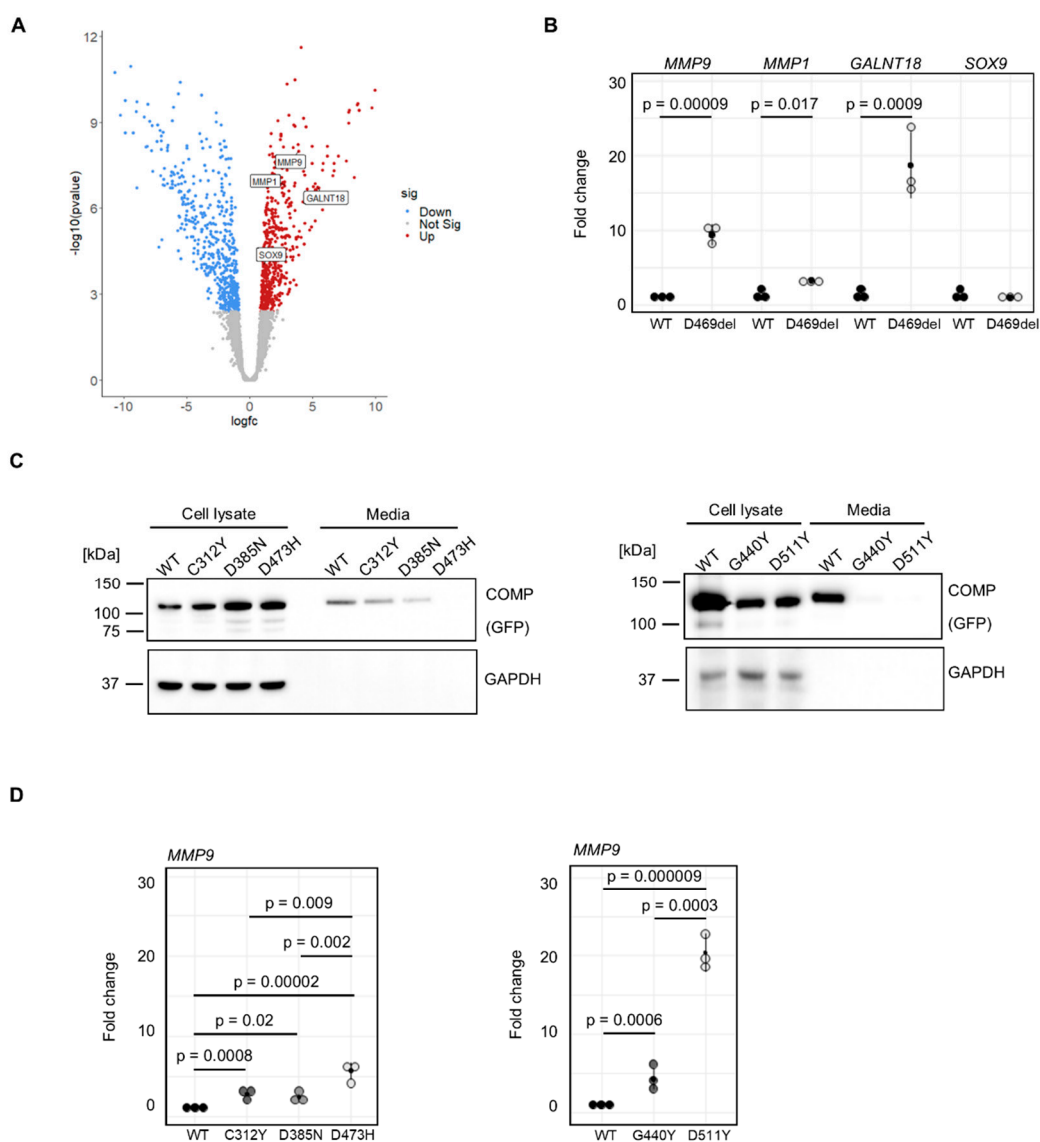 A
12
9
6
3
0
-log10(pvalue)
-10
-5
0
5
10
logfc
MMP9
MMP1
GALNT18
SOX9
sig
Down
Not Sig
Up
B
MMP9 MMP1 GALNT18 SOX9
30
20
10
0
Fold change
p = 0.00009 p = 0.017 p = 0.0009
WT D469del WT D469del WT D469del WT D469del
C
Cell lysate Media
[kDa] WT C312Y D385N D473H WT C312Y D385N D473H
150
100
75
COMP
(GFP)
37
GAPDH
Cell lysate Media
[kDa] WT G440Y D511Y WT G440Y D511Y
150
100
COMP
(GFP)
37
GAPDH
D
MMP9
30
20
10
0
Fold change
p = 0.009
p = 0.002
p = 0.00002
p = 0.02
p = 0.0008
WT C312Y D385N D473H
MMP9
30
20
10
0
Fold change
p = 0.000009
p = 0.0003
p = 0.0006
WT G440Y D511Y